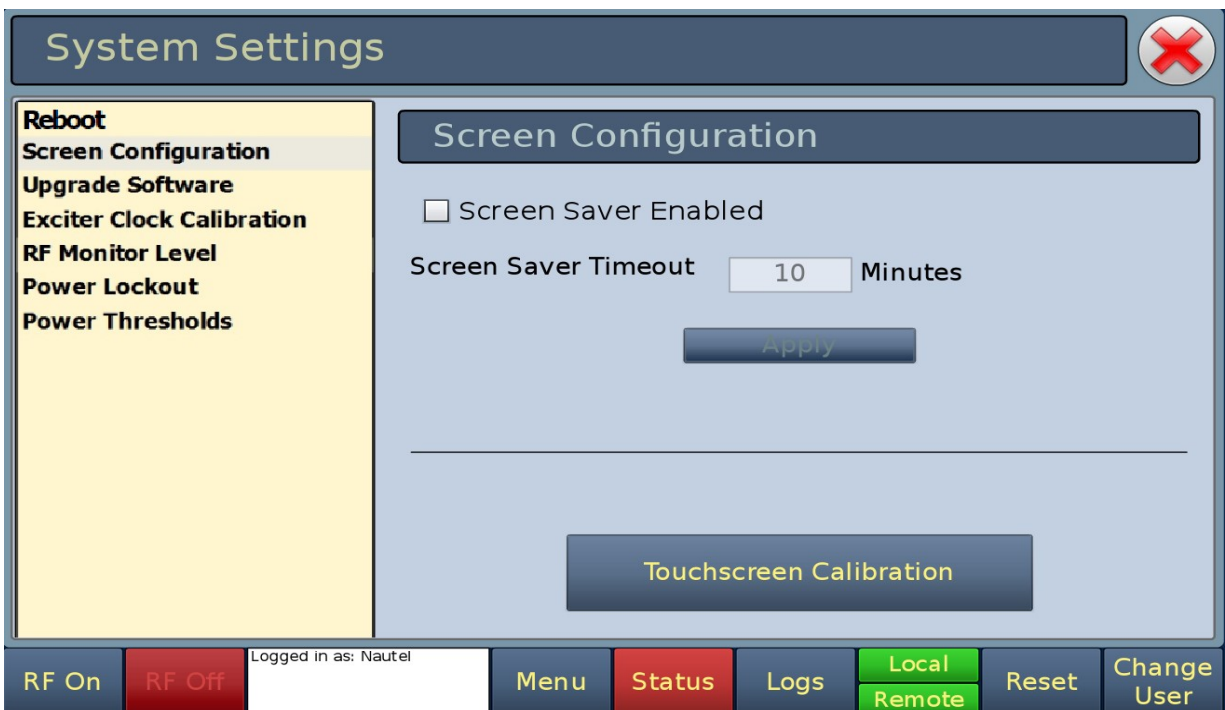 System Settings
Reboot
Screen Configuration
Upgrade Software
Exciter Clock Calibration
RF Monitor Level
Power Lockout
Power Thresholds
Screen Configuration
Screen Saver Enabled
Screen Saver Timeout 10 Minutes
Apply
Touchscreen Calibration
Logged in as: Nautel
RF On RF Off Menu Status Logs Local Remote Reset Change User